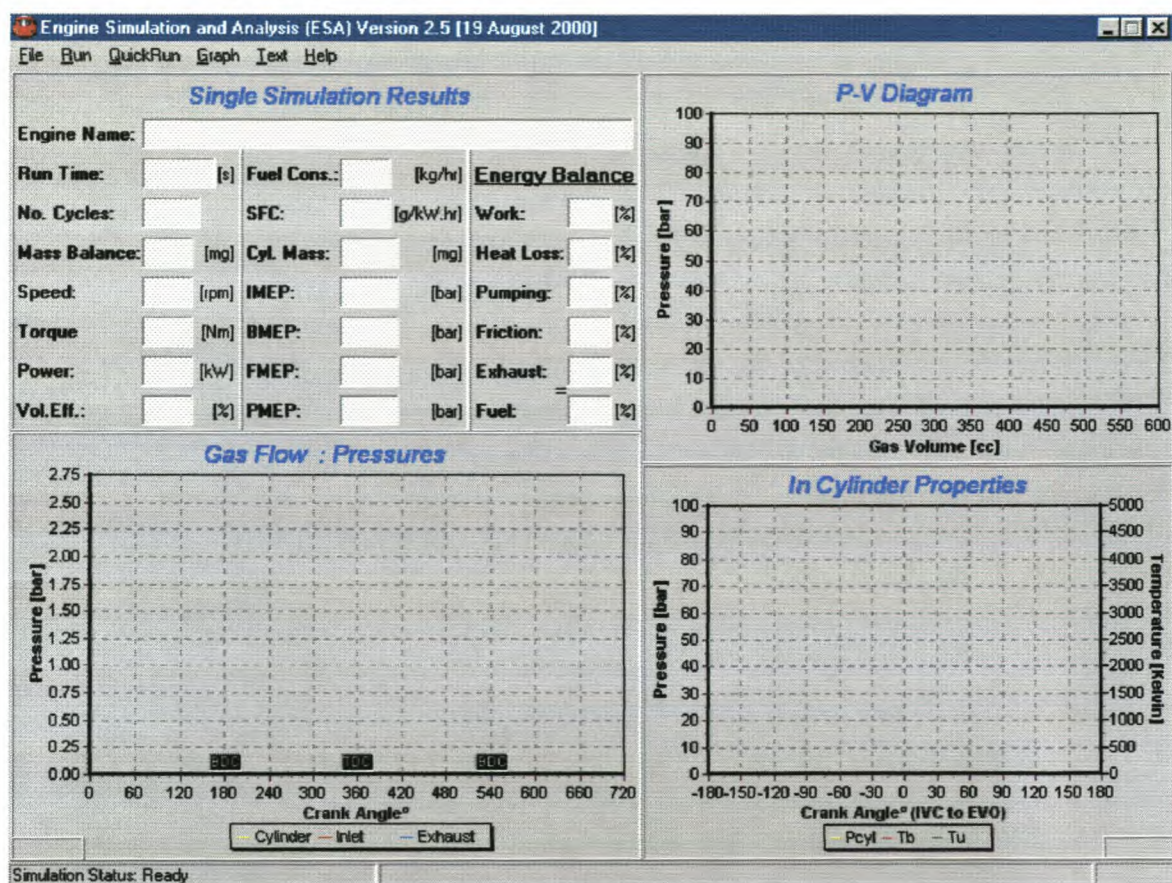 Engine Simulation and Analysis (ESA) Version 2.5 [19 August 2000]
File Run QuickRun Graph Text Help
Single Simulation Results
Engine Name:
Run Time: [s] Fuel Cons.: [kg/hr] Energy Balance
No. Cycles: SFC: [g/kW.hr] Work: [%]
Mass Balance: [mg] Cyl. Mass: [mg] Heat Loss: [%]
Speed: [rpm] IMEP: [bar] Pumping: [%]
Torque [Nm] BMEP: [bar] Friction: [%]
Power: [kW] FMEP: [bar] Exhaust: [%]
=
Vol.Eff.: [%] PMEP: [bar] Fuel: [%]
P-V Diagram
Pressure [bar]
100
90
80
70
60
50
40
30
20
10
0
0 50 100 150 200 250 300 350 400 450 500 550 600
Gas Volume [cc]
Gas Flow : Pressures
Pressure [bar]
2.75
2.50
2.25
2.00
1.75
1.50
1.25
1.00
0.75
0.50
0.25
0.00
BDC TDC BDC
0 60 120 180 240 300 360 420 480 540 600 660 720
Crank Angleº
Cylinder Inlet Exhaust
In Cylinder Properties
Pressure [bar]
100
90
80
70
60
50
40
30
20
10
0
5000
4500
4000
3500
3000
2500
2000
1500
1000
500
0
Temperature [Kelvin]
-180 -150 -120 -90 -60 -30 0 30 60 90 120 150 180
Crank Angleº (IVC to EVO)
Pcyl Tb Tu
Simulation Status: Ready